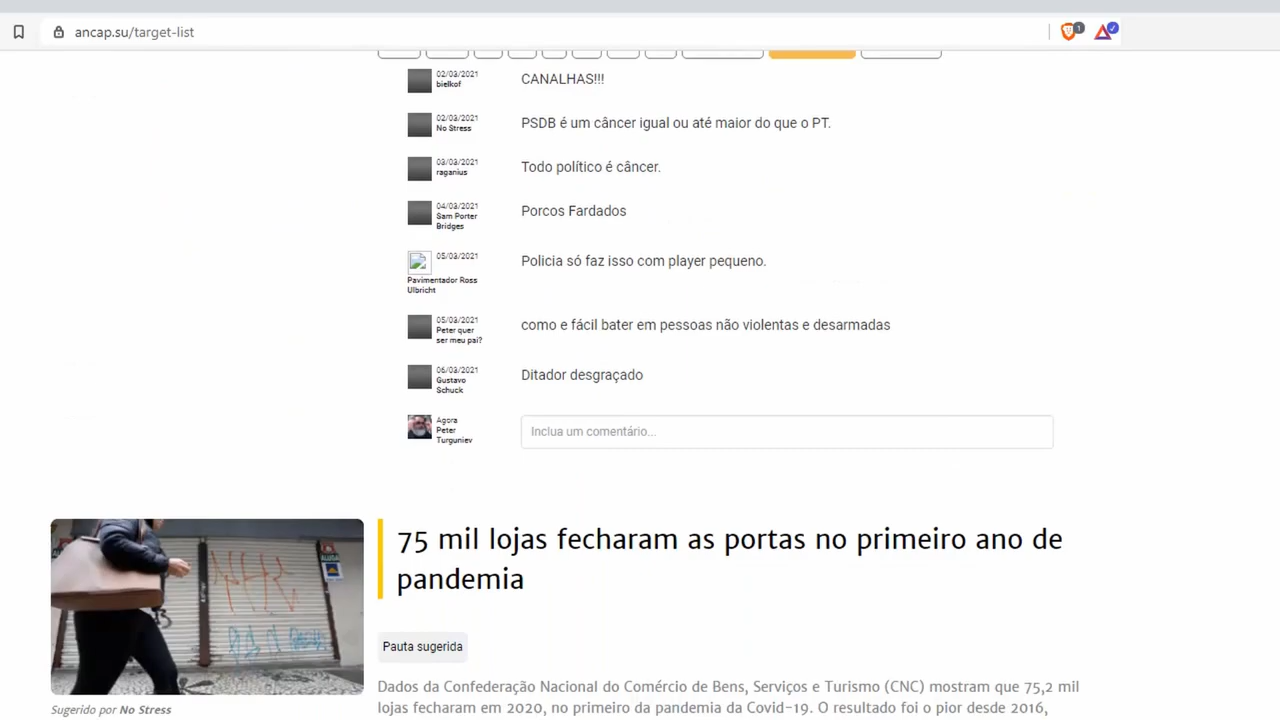 ancap.su/target-list
1
02/03/2021
bielkof
CANALHAS!!!
02/03/2021
No Stress
PSDB é um câncer igual ou até maior do que o PT.
03/03/2021
raganius
Todo político é câncer.
04/03/2021
Sam Porter
Bridges
Porcos Fardados
05/03/2021
Pavimentador Ross
Ulbricht
Policia só faz isso com player pequeno.
05/03/2021
Peter quer
ser meu pai?
como e fácil bater em pessoas não violentas e desarmadas
06/03/2021
Gustavo
Schuck
Ditador desgraçado
Agora
Peter
Turguniev
Inclua um comentário...
75 mil lojas fecharam as portas no primeiro ano de
pandemia
Pauta sugerida
Dados da Confederação Nacional do Comércio de Bens, Serviços e Turismo (CNC) mostram que 75,2 mil
lojas fecharam em 2020, no primeiro da pandemia da Covid-19. O resultado foi o pior desde 2016,
Sugerido por No Stress